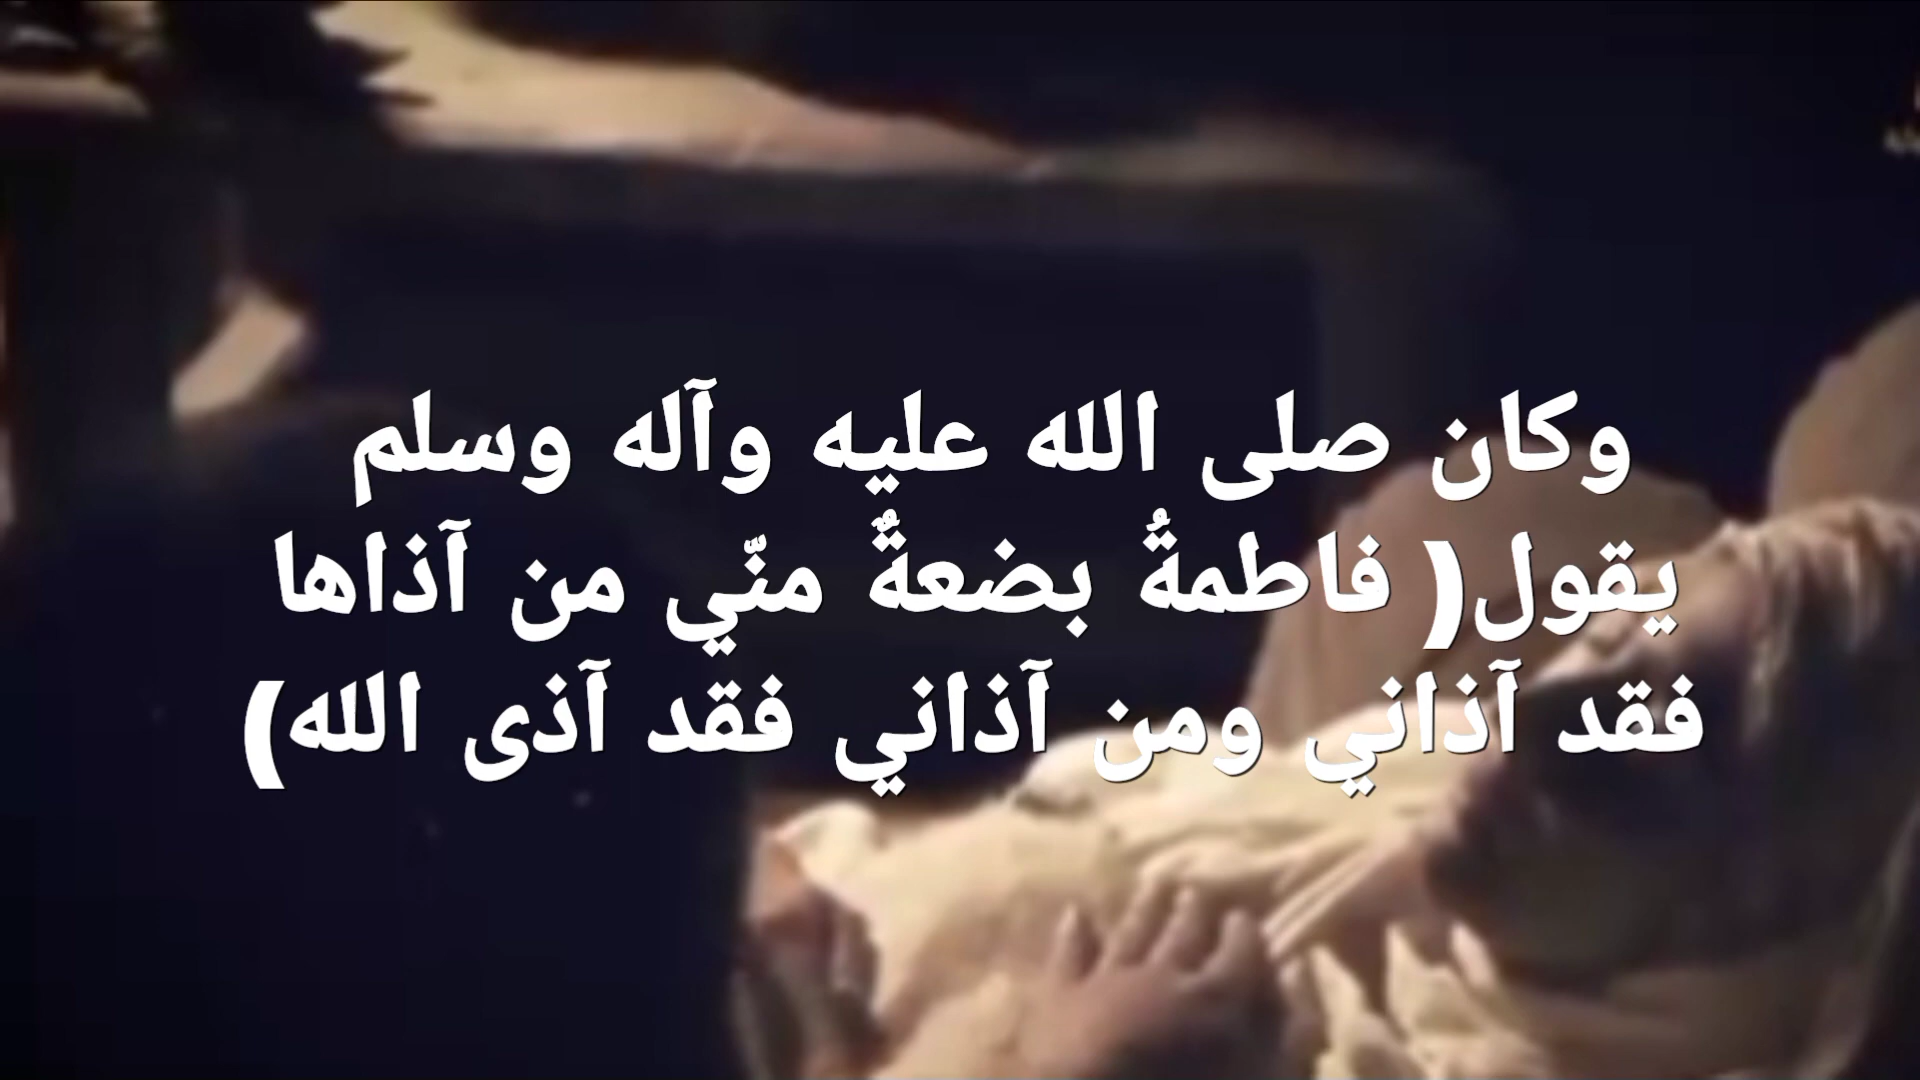 وكان صلى الله عليه وآله وسلم
يقول( فاطمةُ بضعةٌ منّي من آذاها
فقد آذاني ومن آذاني فقد آذى الله)